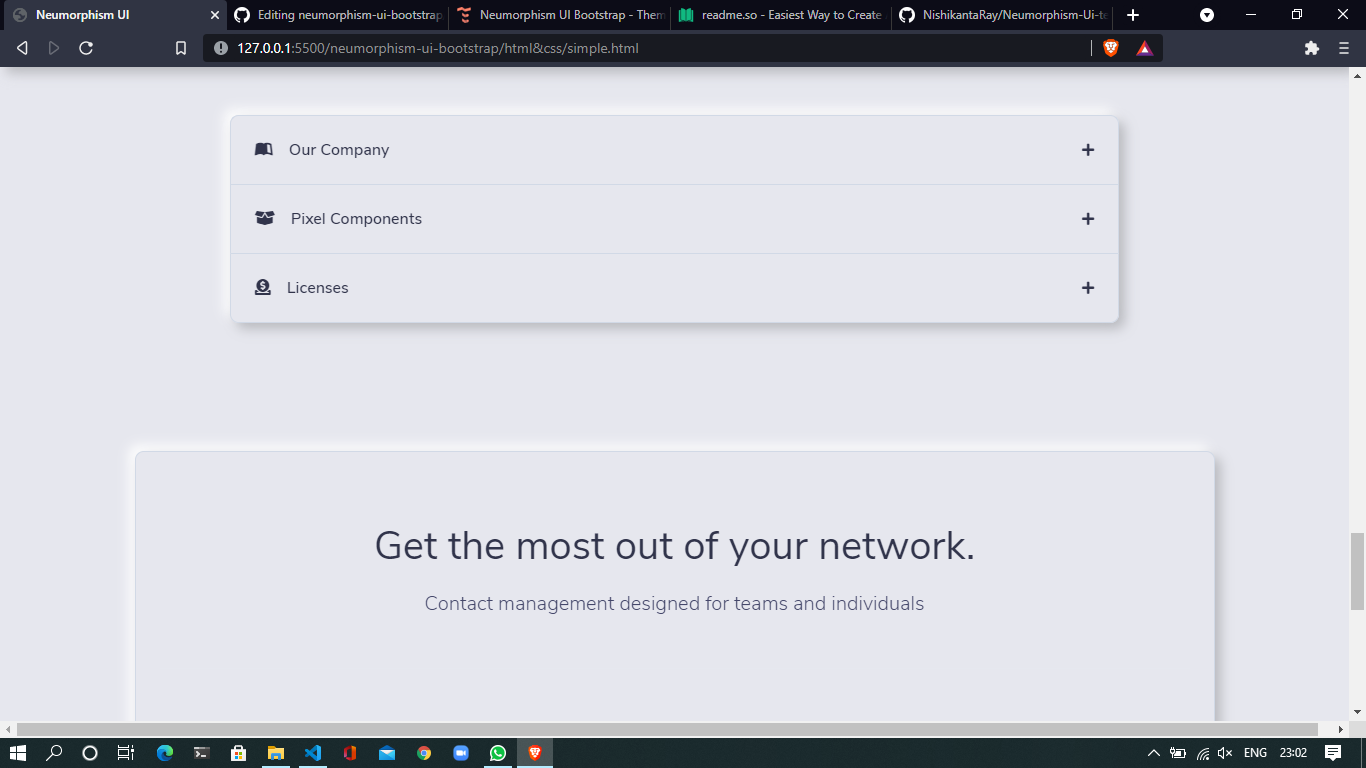 Neumorphism UI
Editing neumorphism-ui-bootstrap
Neumorphism UI Bootstrap - Them
readme.so - Easiest Way to Create
NishikantaRay/Neumorphism-Ui-te
127.0.0.1:5500/neumorphism-ui-bootstrap/html&css/simple.html
Our Company
Pixel Components
Licenses
Get the most out of your network.
Contact management designed for teams and individuals
ENG 23:02